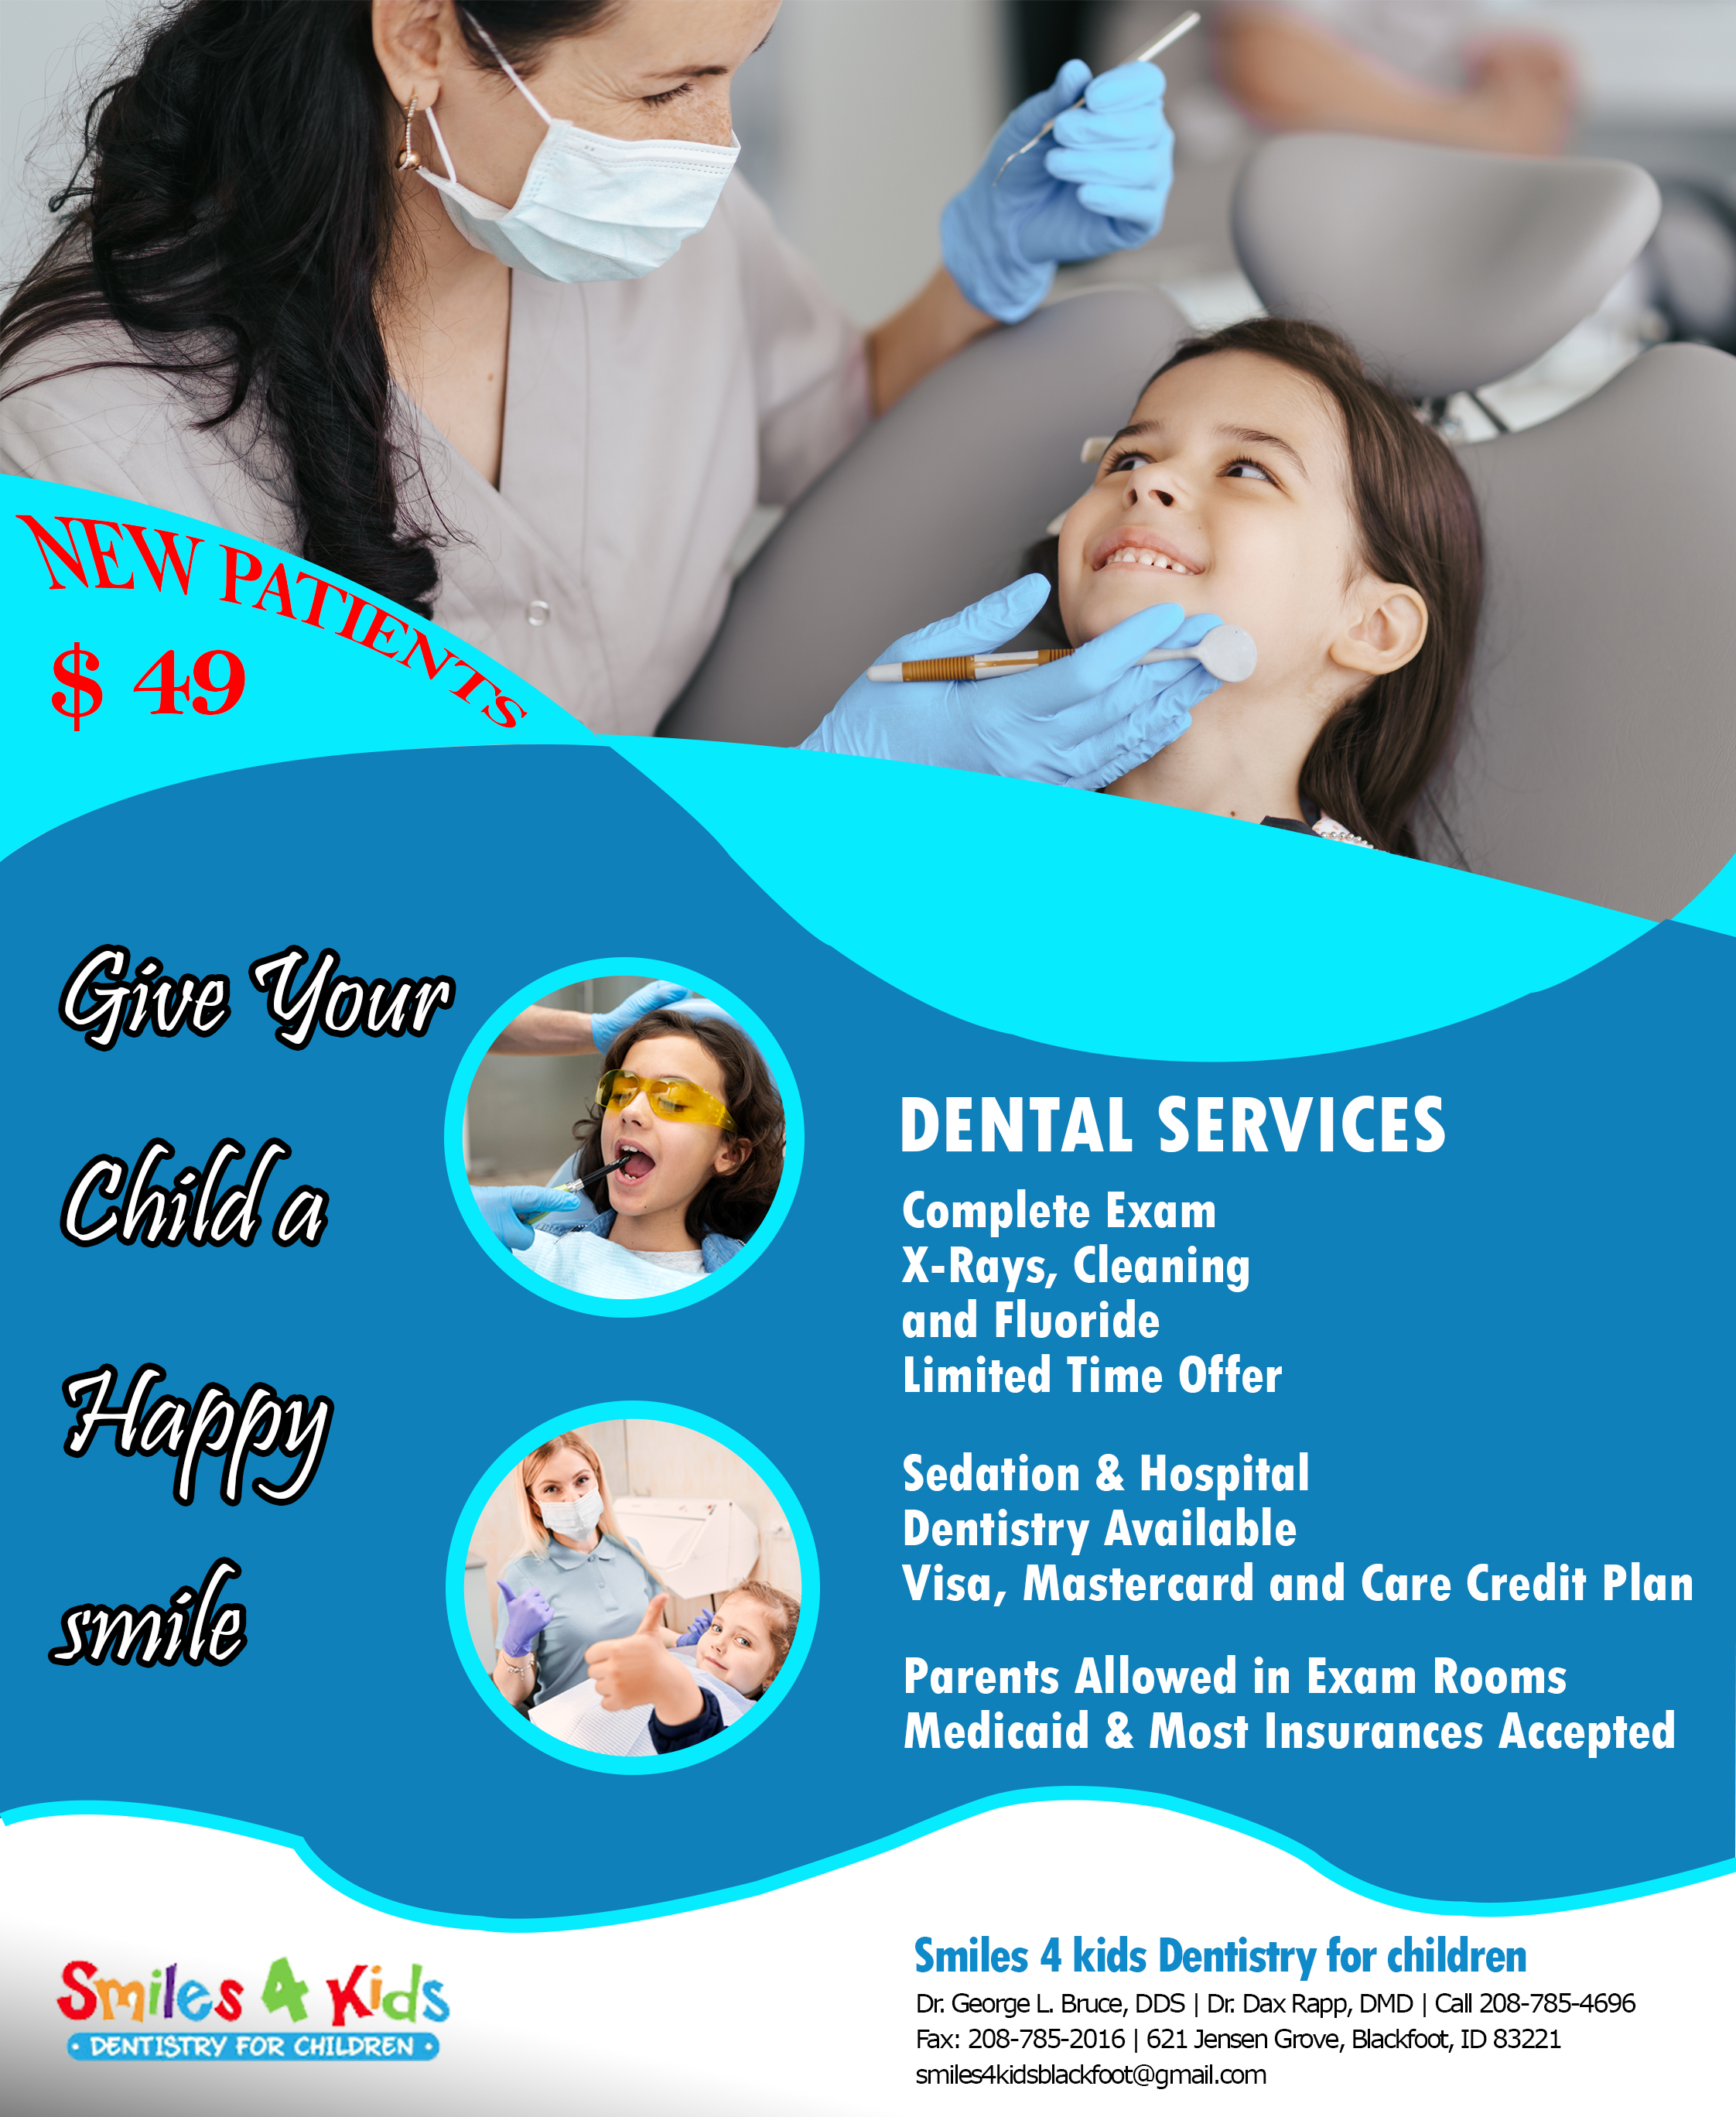 NEW PATIENTS
$ 49
Give Your
Child a
Happy
smile
DENTAL SERVICES
Complete Exam
X-Rays, Cleaning
and Fluoride
Limited Time Offer
Sedation & Hospital
Dentistry Available
Visa, Mastercard and Care Credit Plan
Parents Allowed in Exam Rooms
Medicaid & Most Insurances Accepted
Smiles 4 Kids
• DENTISTRY FOR CHILDREN •
Smiles 4 kids Dentistry for children
Dr. George L. Bruce, DDS | Dr. Dax Rapp, DMD | Call 208-785-4696
Fax: 208-785-2016 | 621 Jensen Grove, Blackfoot, ID 83221
smiles4kidsblackfoot@gmail.com